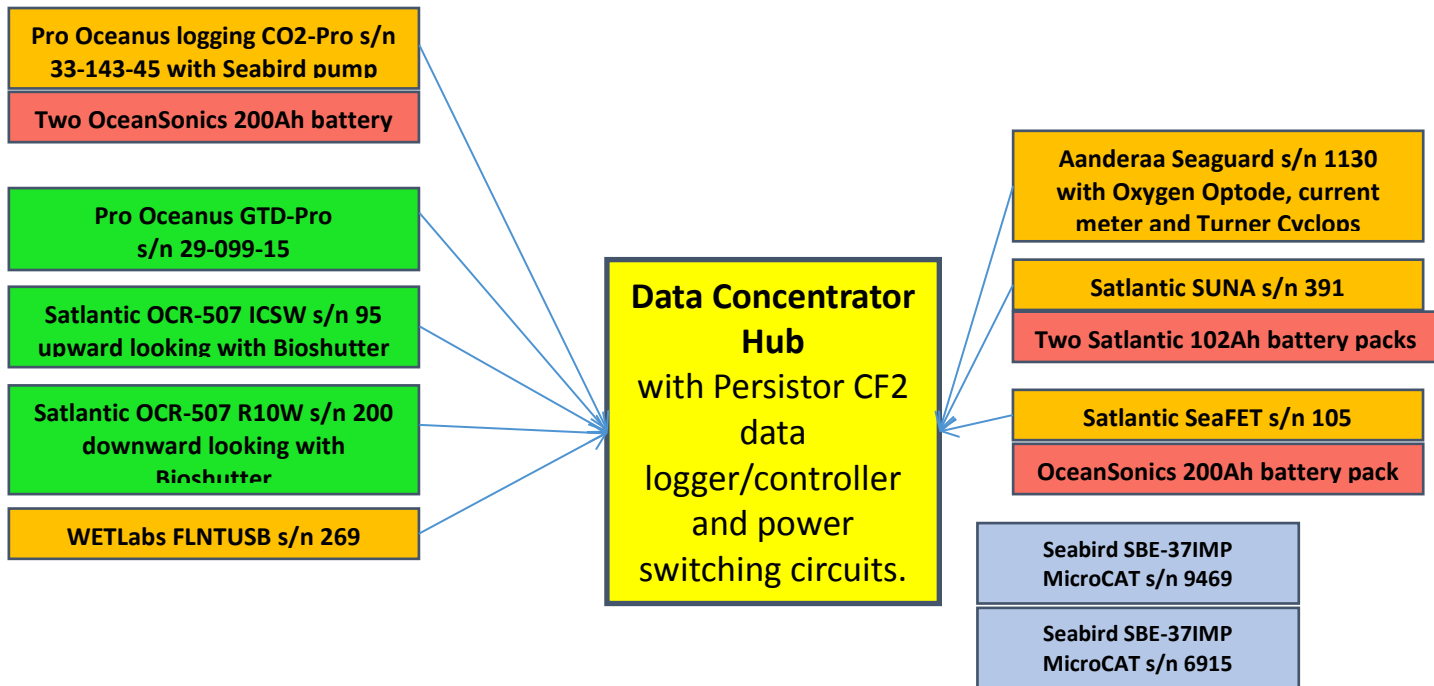 Pro Oceanus logging CO2-Pro s/n
33-143-45 with Seabird pump
Two OceanSonics 200Ah battery
Pro Oceanus GTD-Pro
s/n 29-099-15
Satlantic OCR-507 ICSW s/n 95
upward looking with Bioshutter
Satlantic OCR-507 R10W s/n 200
downward looking with
Bioshutter
WETLabs FLNTUSB s/n 269
Data Concentrator
Hub
with Persistor CF2
data
logger/controller
and power
switching circuits.
Aanderaa Seaguard s/n 1130
with Oxygen Optode, current
meter and Turner Cyclops
Satlantic SUNA s/n 391
Two Satlantic 102Ah battery packs
Satlantic SeaFET s/n 105
OceanSonics 200Ah battery pack
Seabird SBE-37IMP
MicroCAT s/n 9469
Seabird SBE-37IMP
MicroCAT s/n 6915